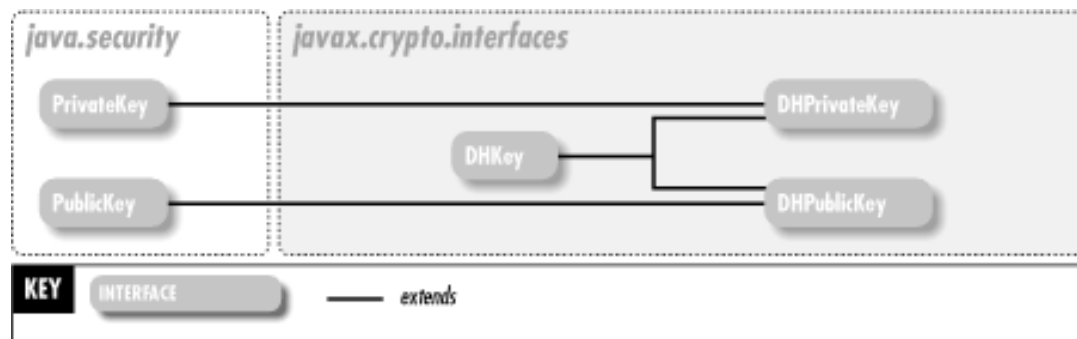 java.security
javax.crypto.interfaces
PrivateKey
DHPrivateKey
DHKey
PublicKey
DHPublicKey
KEY
INTERFACE
extends